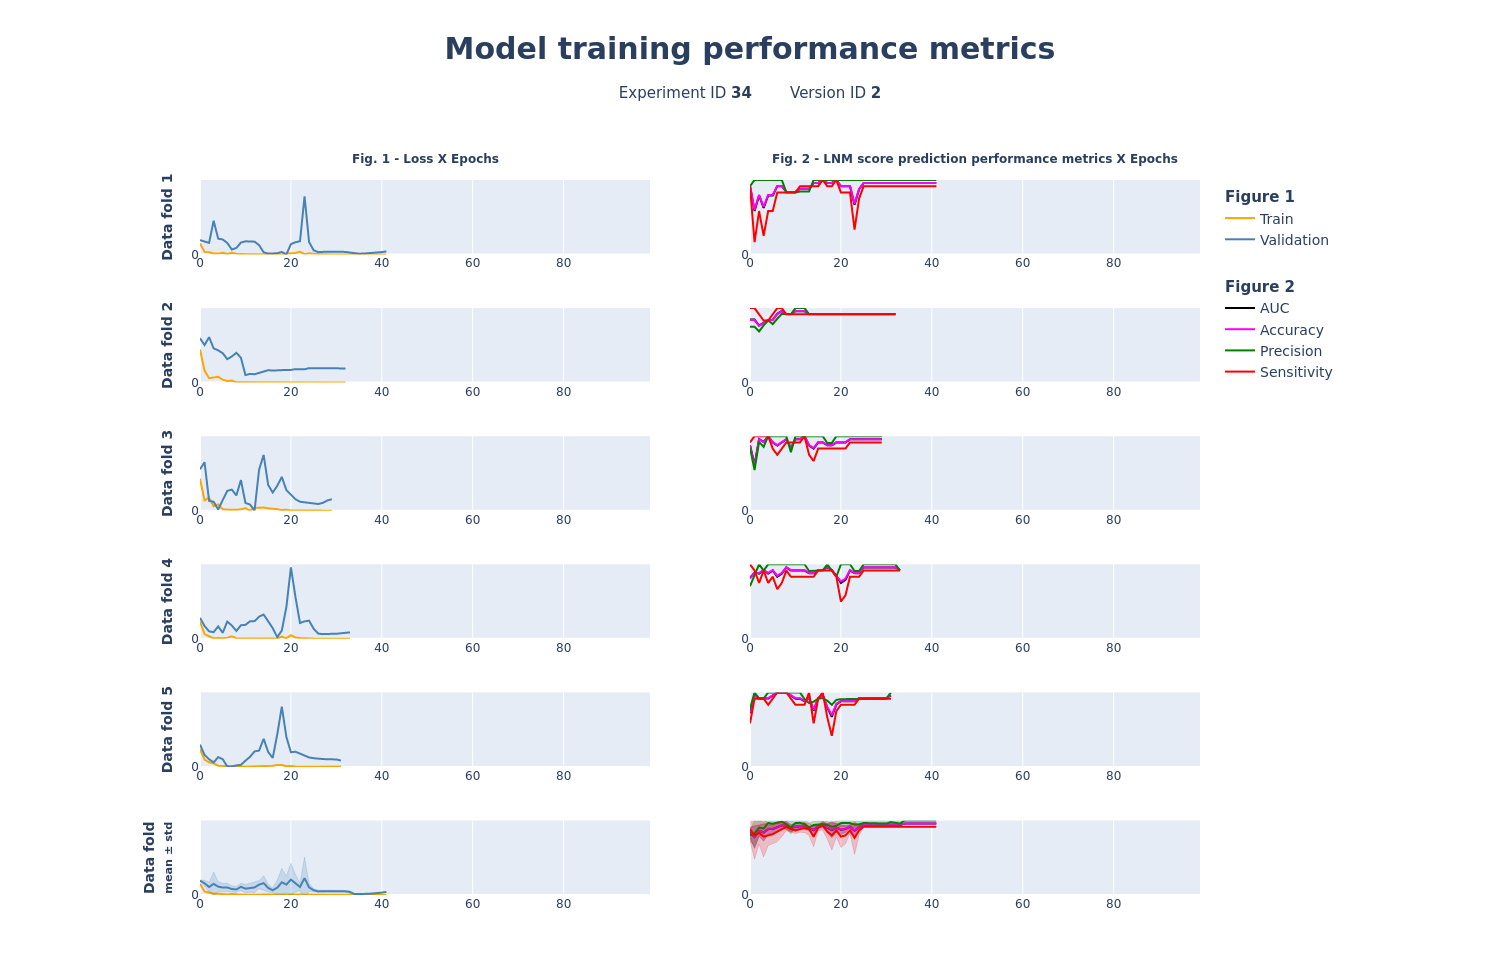 Model training performance metrics
Experiment ID 34 Version ID 2
Fig. 1 - Loss X Epochs
Fig. 2 - LNM score prediction performance metrics X Epochs
Data fold 1
0
0 20 40 60 80
0
0 20 40 60 80
Figure 1
Train
Validation
Figure 2
AUC
Accuracy
Precision
Sensitivity
Data fold 2
0
0 20 40 60 80
0
0 20 40 60 80
Data fold 3
0
0 20 40 60 80
0
0 20 40 60 80
Data fold 4
0
0 20 40 60 80
0
0 20 40 60 80
Data fold 5
0
0 20 40 60 80
0
0 20 40 60 80
Data fold
mean ± std
0
0 20 40 60 80
0
0 20 40 60 80